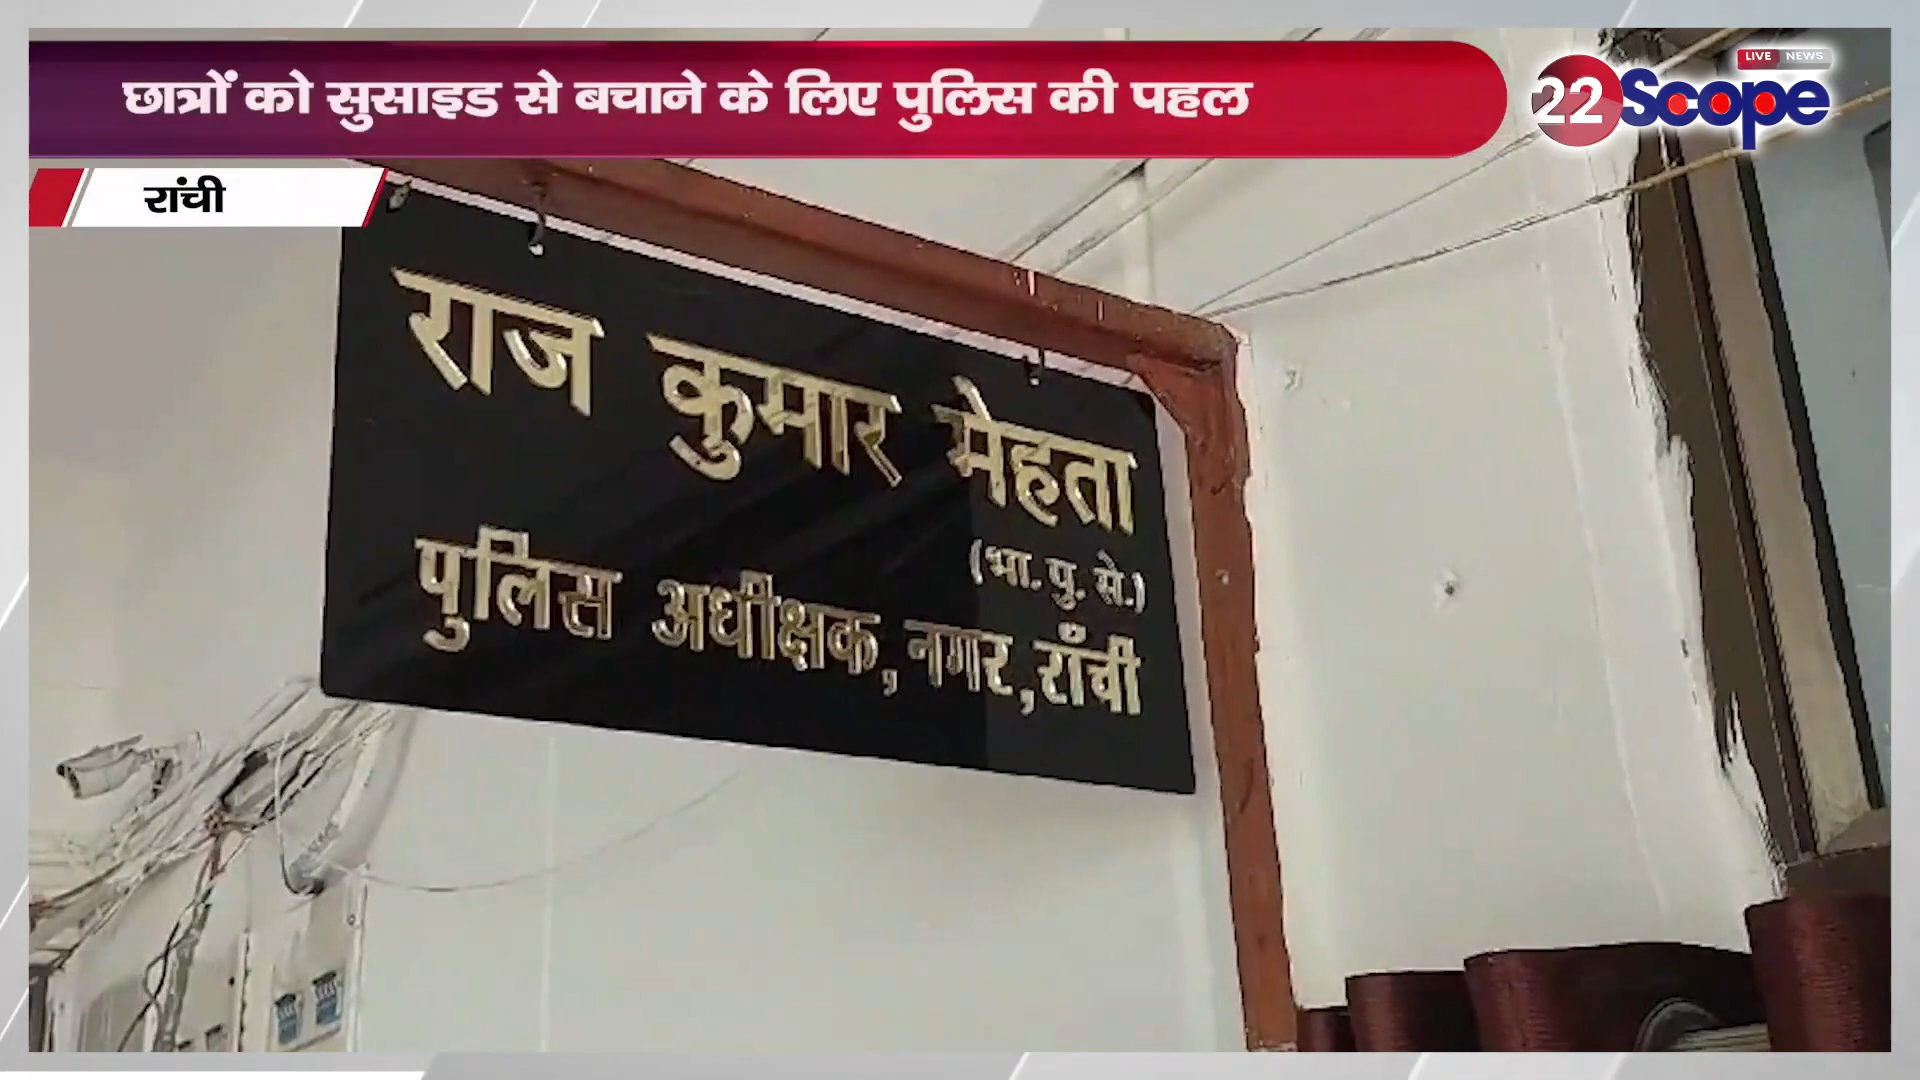 छात्रों को सुसाइड से बचाने के लिए पुलिस की पहल
LIVE NEWS
22Scope
रांची
राज कुमार मेहता
(भा. पु. से.)
पुलिस अधीक्षक, नगर, राँची